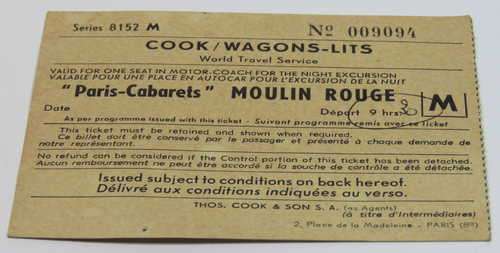 Series 8152 M
Nº 009094
COOK/WAGONS-LITS
World Travel Service
VALID FOR ONE SEAT IN MOTOR-COACH FOR THE NIGHT EXCURSION
VALABLE POUR UNE PLACE EN AUTOCAR POUR L'EXCURSION DE LA NUIT
"Paris-Cabarets" MOULIN ROUGE
M
Date
Départ 9 hrs
As per programme issued with this ticket - Suivant programme remis avec ce ticket
This ticket must be retained and shown when required.
Ce billet doit être conservé par le passager et présenté à chaque demande de
notre représentant.
No refund can be considered if the Control portion of this ticket has been detached.
Aucun remboursement ne peut être accordé si la souche de contrôle a été détachée.
Issued subject to conditions on back hereof.
Délivré aux conditions indiquées au verso.
THOS. COOK & SON S.A. (as Agents)
(à titre d'Intermédiaires)
2, Place de la Madeleine - PARIS (8e)